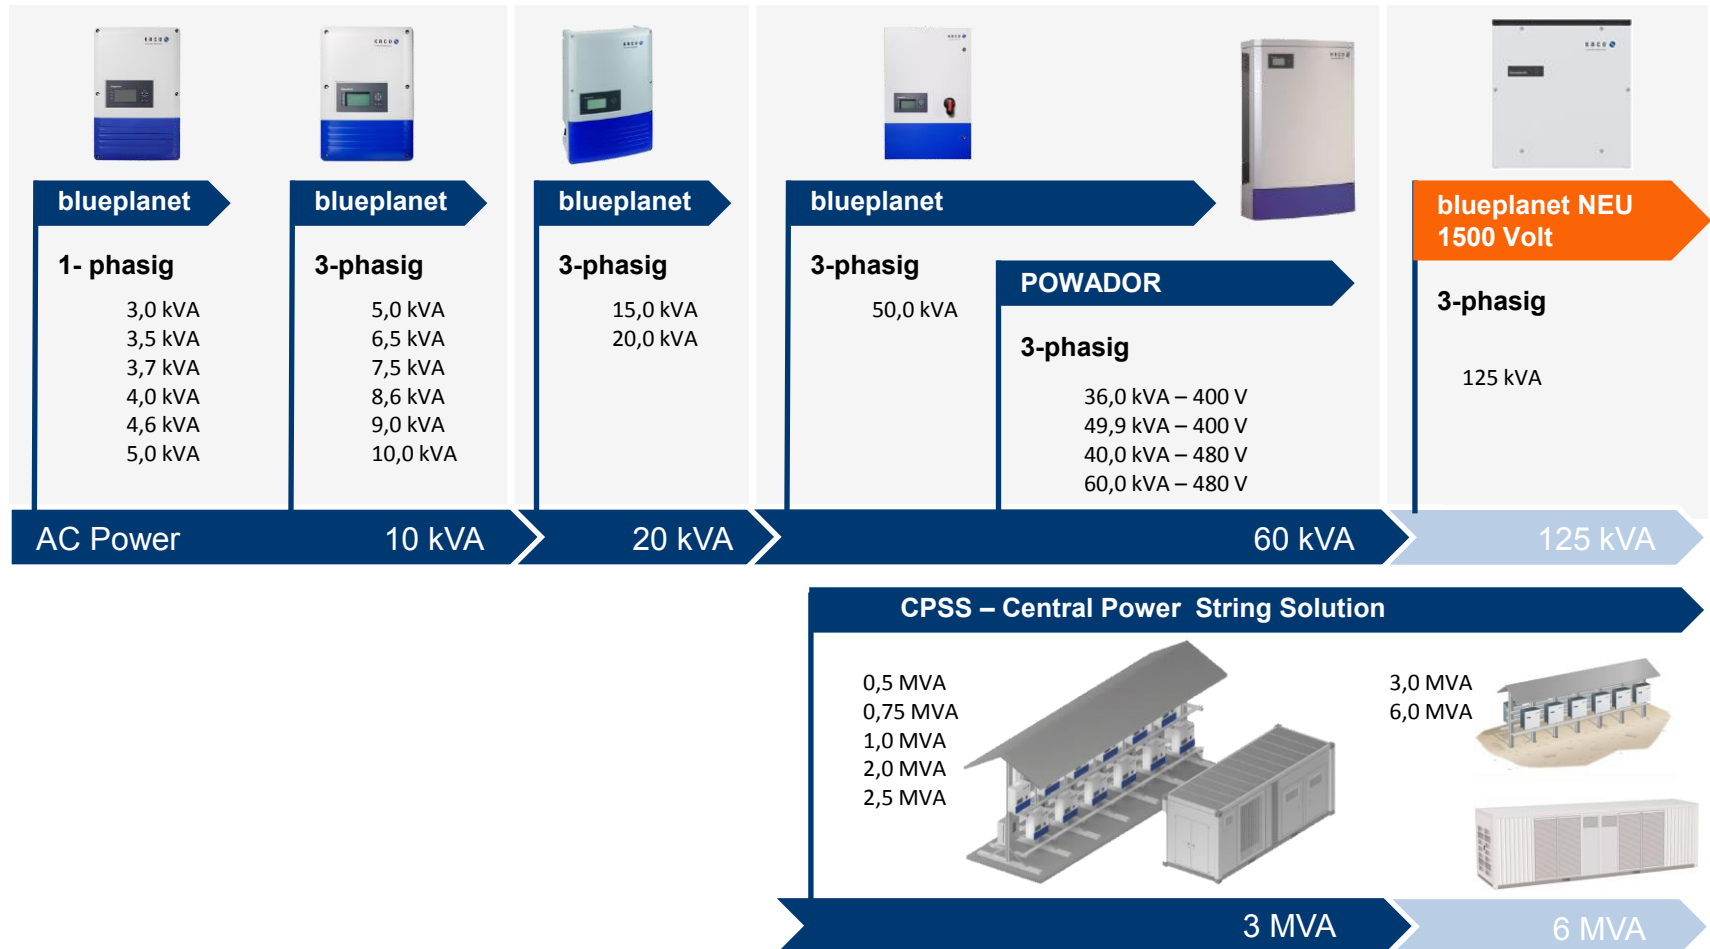 KACO
KACO
KACO
KACO
KACO
KACO
blueplanet
1- phasig
3,0 kVA
3,5 kVA
3,7 kVA
4,0 kVA
4,6 kVA
5,0 kVA
blueplanet
3-phasig
5,0 kVA
6,5 kVA
7,5 kVA
8,6 kVA
9,0 kVA
10,0 kVA
blueplanet
3-phasig
15,0 kVA
20,0 kVA
blueplanet
3-phasig
50,0 kVA
POWADOR
3-phasig
36,0 kVA – 400 V
49,9 kVA – 400 V
40,0 kVA – 480 V
60,0 kVA – 480 V
blueplanet NEU
1500 Volt
3-phasig
125 kVA
AC Power
10 kVA
20 kVA
60 kVA
125 kVA
CPSS – Central Power String Solution
0,5 MVA
0,75 MVA
1,0 MVA
2,0 MVA
2,5 MVA
3,0 MVA
6,0 MVA
3 MVA
6 MVA